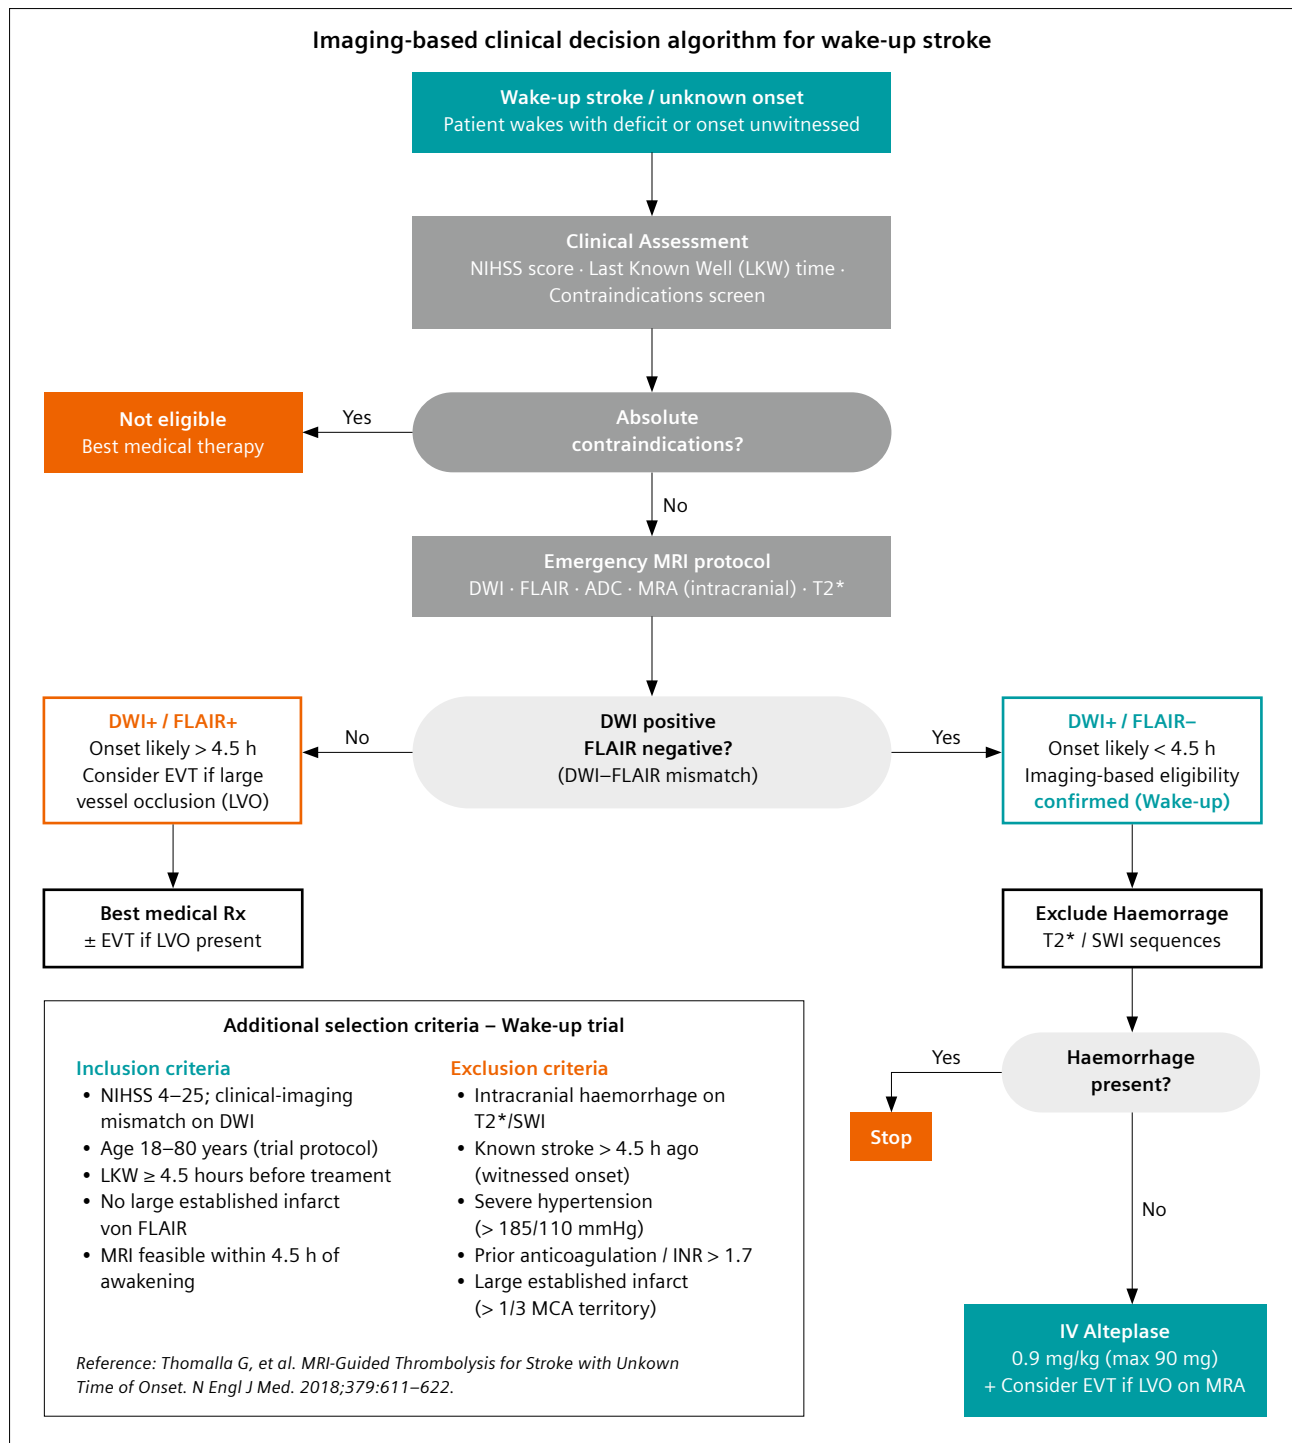 Imaging-based clinical decision algorithm for wake-up stroke
Wake-up stroke / unknown onset
Patient wakes with deficit or onset unwitnessed
Clinical Assessment
NIHSS score · Last Known Well (LKW) time ·
Contraindications screen
Not eligible
Best medical therapy
Yes
Absolute
contraindications?
No
Emergency MRI protocol
DWI · FLAIR · ADC · MRA (intracranial) · T2*
DWI+ / FLAIR+
Onset likely > 4.5 h
Consider EVT if large
vessel occlusion (LVO)
No
DWI positive
FLAIR negative?
(DWI–FLAIR mismatch)
Yes
DWI+ / FLAIR–
Onset likely < 4.5 h
Imaging-based eligibility
confirmed (Wake-up)
Best medical Rx
± EVT if LVO present
Exclude Haemorrage
T2* / SWI sequences
Additional selection criteria – Wake-up trial
Inclusion criteria
• NIHSS 4–25; clinical-imaging
mismatch on DWI
• Age 18–80 years (trial protocol)
• LKW ≥ 4.5 hours before treament
• No large established infarct
von FLAIR
• MRI feasible within 4.5 h of
awakening
Exclusion criteria
• Intracranial haemorrhage on
T2*/SWI
• Known stroke > 4.5 h ago
(witnessed onset)
• Severe hypertension
(> 185/110 mmHg)
• Prior anticoagulation / INR > 1.7
• Large established infarct
(> 1/3 MCA territory)
Reference: Thomalla G, et al. MRI-Guided Thrombolysis for Stroke with Unkown
Time of Onset. N Engl J Med. 2018;379:611–622.
Yes
Haemorrhage
present?
Stop
No
IV Alteplase
0.9 mg/kg (max 90 mg)
+ Consider EVT if LVO on MRA